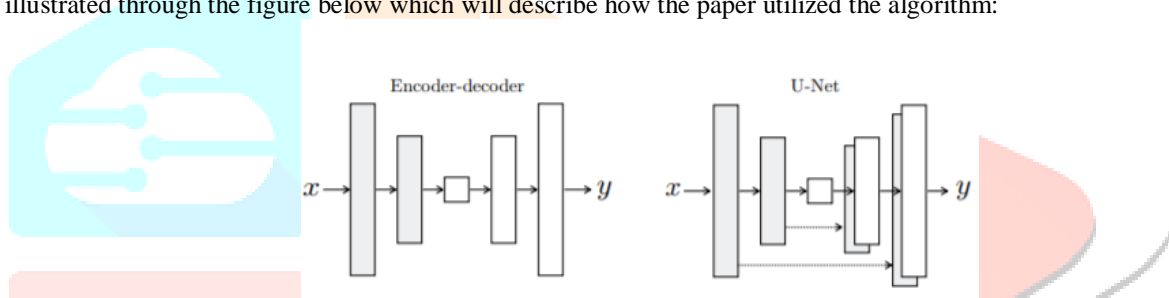 illustrated through the figure below which will describe how the paper utilized the algorithm:
Encoder-decoder U-Net
x y x y